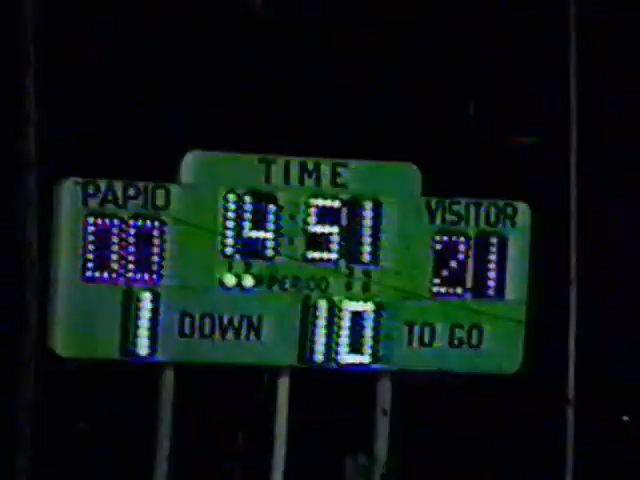 TIME
PAPIO 14:51 VISITOR
00 21
PERIOD
1 DOWN 10 TO GO